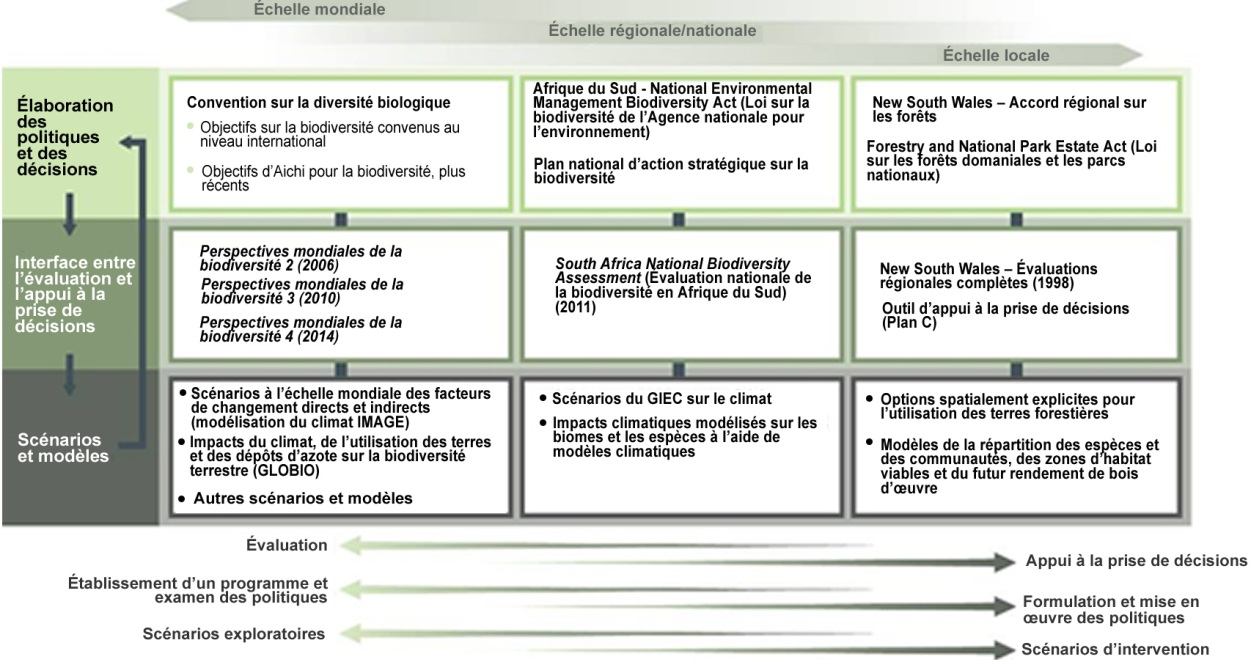 Échelle mondiale
Échelle régionale/nationale
Échelle locale
Élaboration
des
politiques
et des
décisions
Convention sur la diversité biologique
• Objectifs sur la biodiversité convenus au
niveau international
• Objectifs d'Aichi pour la biodiversité, plus
récents
Afrique du Sud - National Environmental
Management Biodiversity Act (Loi sur la
biodiversité de l'Agence nationale pour
l'environnement)
Plan national d'action stratégique sur la
biodiversité
New South Wales – Accord régional sur
les forêts
Forestry and National Park Estate Act (Loi
sur les forêts domaniales et les parcs
nationaux)
Interface entre
l'évaluation et
l'appui à la
prise de
décisions
Perspectives mondiales de la
biodiversité 2 (2006)
Perspectives mondiales de la
biodiversité 3 (2010)
Perspectives mondiales de la
biodiversité 4 (2014)
South Africa National Biodiversity
Assessment (Évaluation nationale de
la biodiversité en Afrique du Sud)
(2011)
New South Wales – Évaluations
régionales complètes (1998)
Outil d'appui à la prise de décisions
(Plan C)
Scénarios
et modèles
• Scénarios à l'échelle mondiale des facteurs
de changement directs et indirects
(modélisation du climat IMAGE)
• Impacts du climat, de l'utilisation des terres
et des dépôts d'azote sur la biodiversité
terrestre (GLOBIO)
• Autres scénarios et modèles
• Scénarios du GIEC sur le climat
• Impacts climatiques modélisés sur les
biomes et les espèces à l'aide de
modèles climatiques
• Options spatialement explicites pour
l'utilisation des terres forestières
• Modèles de la répartition des espèces et
des communautés, des zones d'habitat
viables et du futur rendement de bois
d'œuvre
Évaluation
Appui à la prise de décisions
Établissement d'un programme et
examen des politiques
Formulation et mise en
œuvre des politiques
Scénarios exploratoires
Scénarios d'intervention